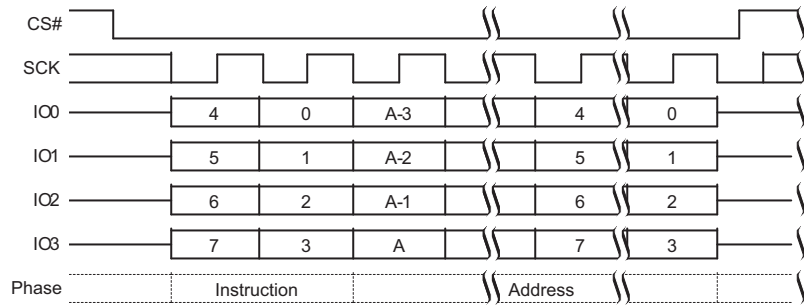 CS#
SCK
IO0 4 0 A-3 4 0
IO1 5 1 A-2 5 1
IO2 6 2 A-1 6 2
IO3 7 3 A 7 3
Phase Instruction Address